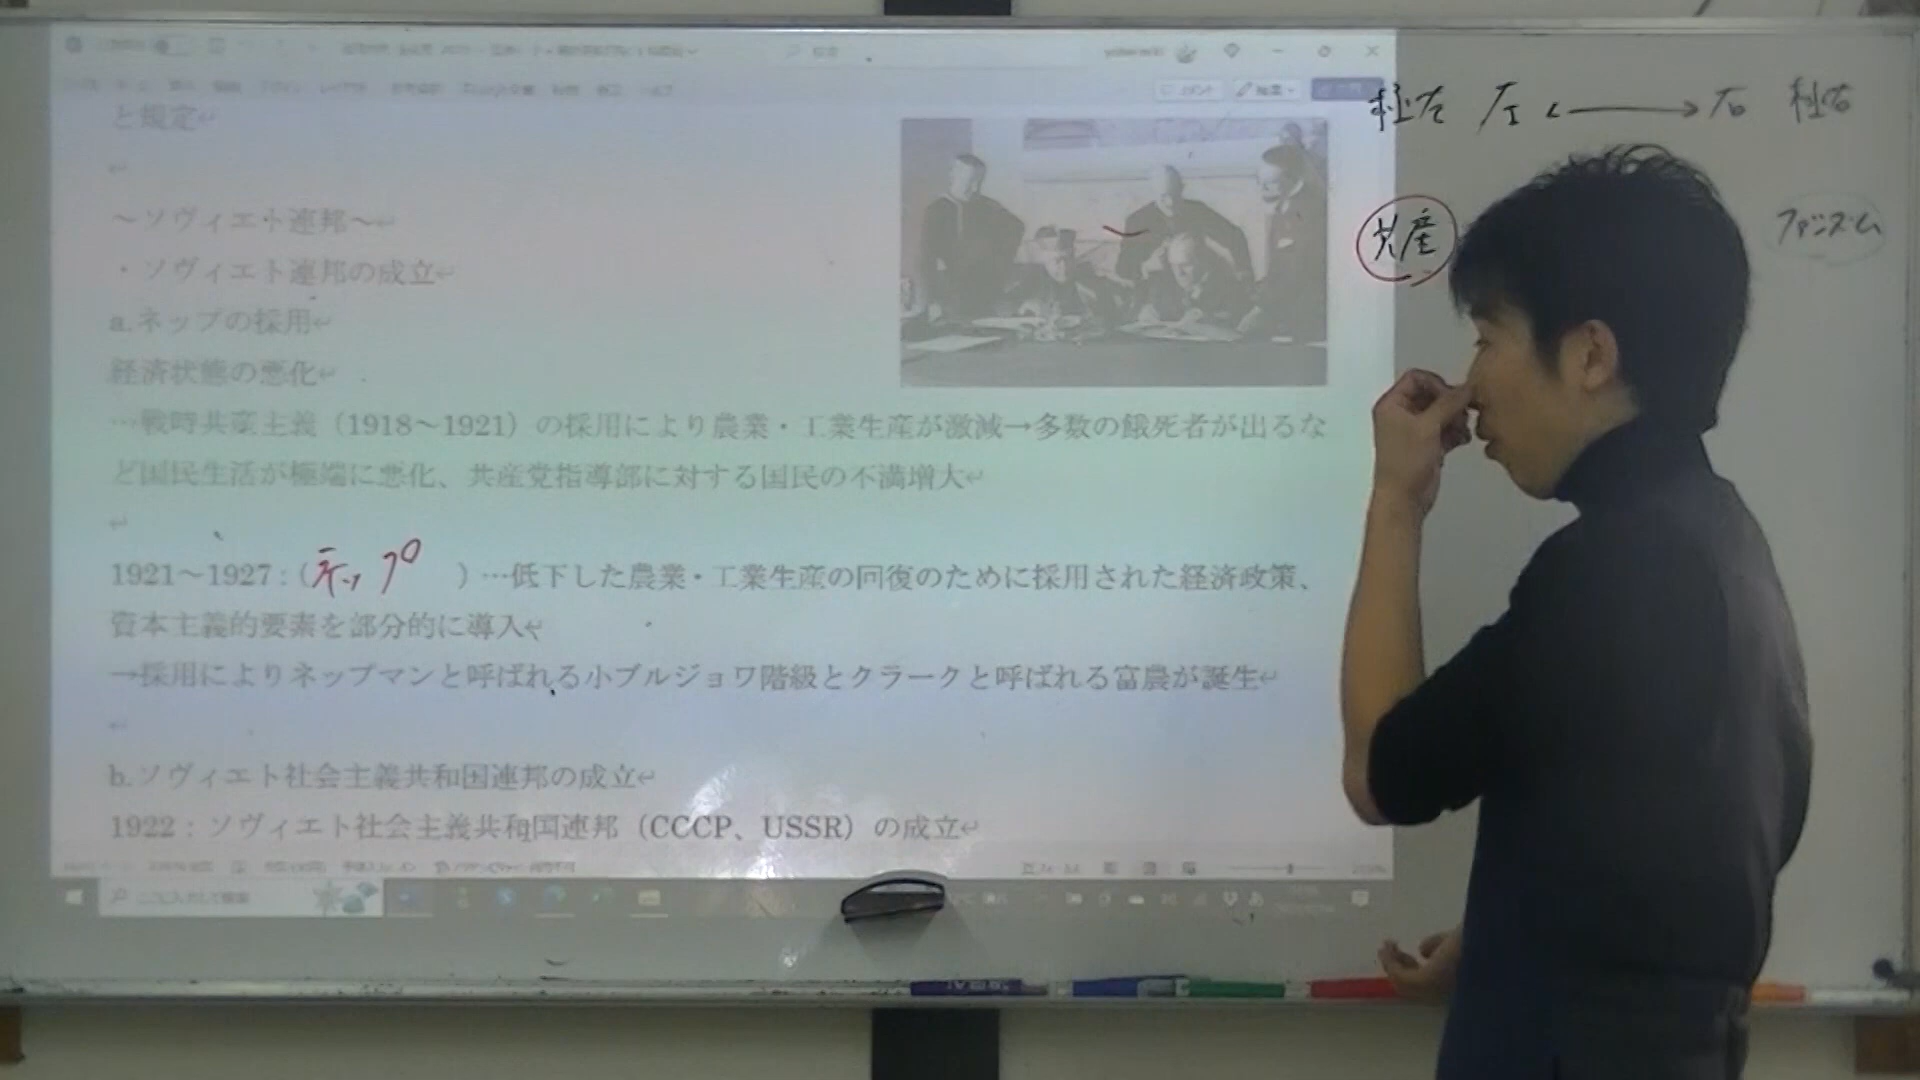 と規定
～ソヴィエト連邦～
・ソヴィエト連邦の成立
a.ネップの採用
経済状態の悪化
…戦時共産主義（1918～1921）の採用により農業・工業生産が激減→多数の餓死者が出るな
ど国民生活が極端に悪化、共産党指導部に対する国民の不満増大
1921～1927：(ネップ ）…低下した農業・工業生産の回復のために採用された経済政策、
資本主義的要素を部分的に導入
→採用によりネップマンと呼ばれる小ブルジョワ階級とクラークと呼ばれる富農が誕生
b.ソヴィエト社会主義共和国連邦の成立
1922：ソヴィエト社会主義共和国連邦（CCCP、USSR）の成立
極左 左 ←→ 右 極右
共産
ファシズム
ここに入力して検索